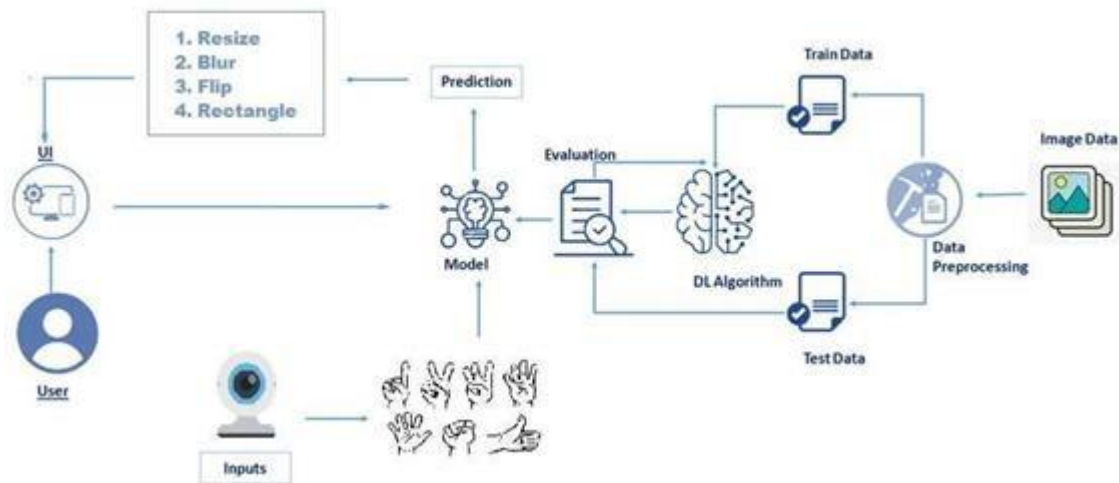 1. Resize
2. Blur
3. Flip
4. Rectangle
Prediction
Train Data
UI
Evaluation
Image Data
Model
DL Algorithm
Data
Preprocessing
User
Test Data
Inputs